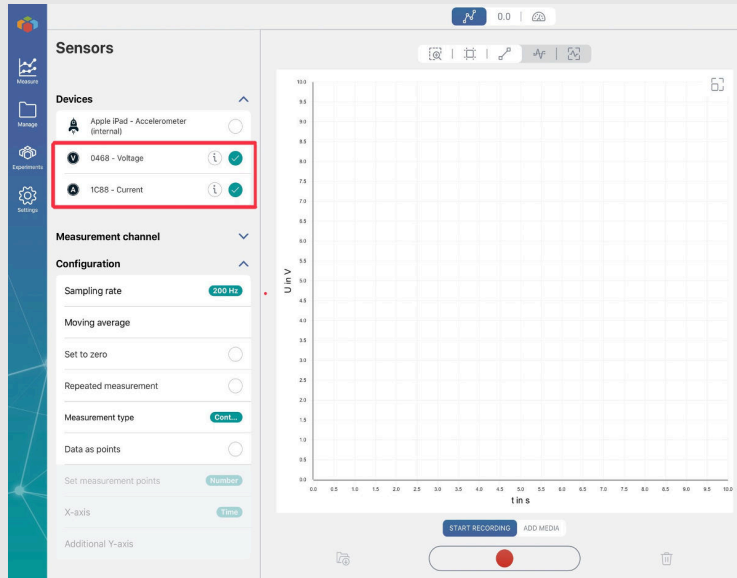 0.0
Sensors
Measure
Manage
Experiments
Settings
Devices
Apple iPad - Accelerometer
(internal)
V
0468 - Voltage
i
A
1C88 - Current
i
Measurement channel
Configuration
Sampling rate
200 Hz
Moving average
Set to zero
Repeated measurement
Measurement type
Cont...
Data as points
Set measurement points
Number
X-axis
Time
Additional Y-axis
U in V
10.0
9.5
9.0
8.5
8.0
7.5
7.0
6.5
6.0
5.5
5.0
4.5
4.0
3.5
3.0
2.5
2.0
1.5
1.0
0.5
0.0
0.0 0.5 1.0 1.5 2.0 2.5 3.0 3.5 4.0 4.5 5.0 5.5 6.0 6.5 7.0 7.5 8.0 8.5 9.0 9.5 10.0
t in s
START RECORDING
ADD MEDIA